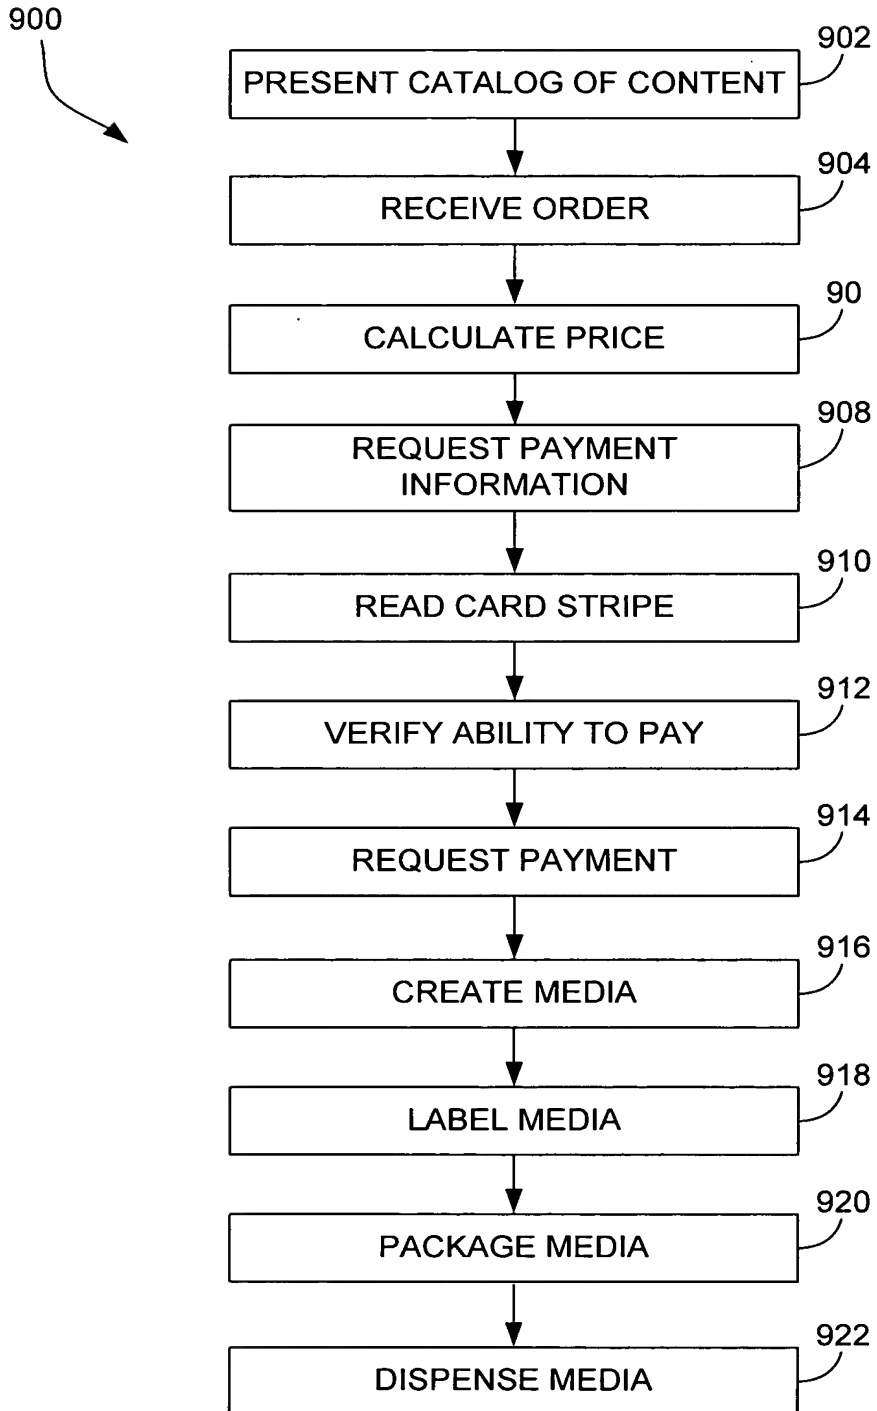 900
902
PRESENT CATALOG OF CONTENT
904
RECEIVE ORDER
90
CALCULATE PRICE
908
REQUEST PAYMENT
INFORMATION
910
READ CARD STRIPE
912
VERIFY ABILITY TO PAY
914
REQUEST PAYMENT
916
CREATE MEDIA
918
LABEL MEDIA
920
PACKAGE MEDIA
922
DISPENSE MEDIA